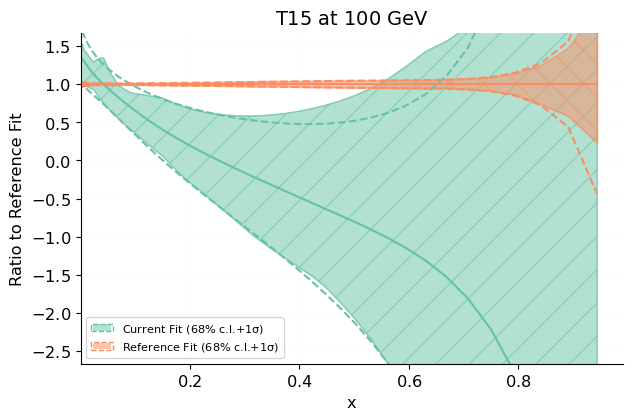 T15 at 100 GeV
Ratio to Reference Fit
1.5
1.0
0.5
0.0
−0.5
−1.0
−1.5
−2.0
−2.5
Current Fit (68% c.l.+1σ)
Reference Fit (68% c.l.+1σ)
0.2
0.4
0.6
0.8
x